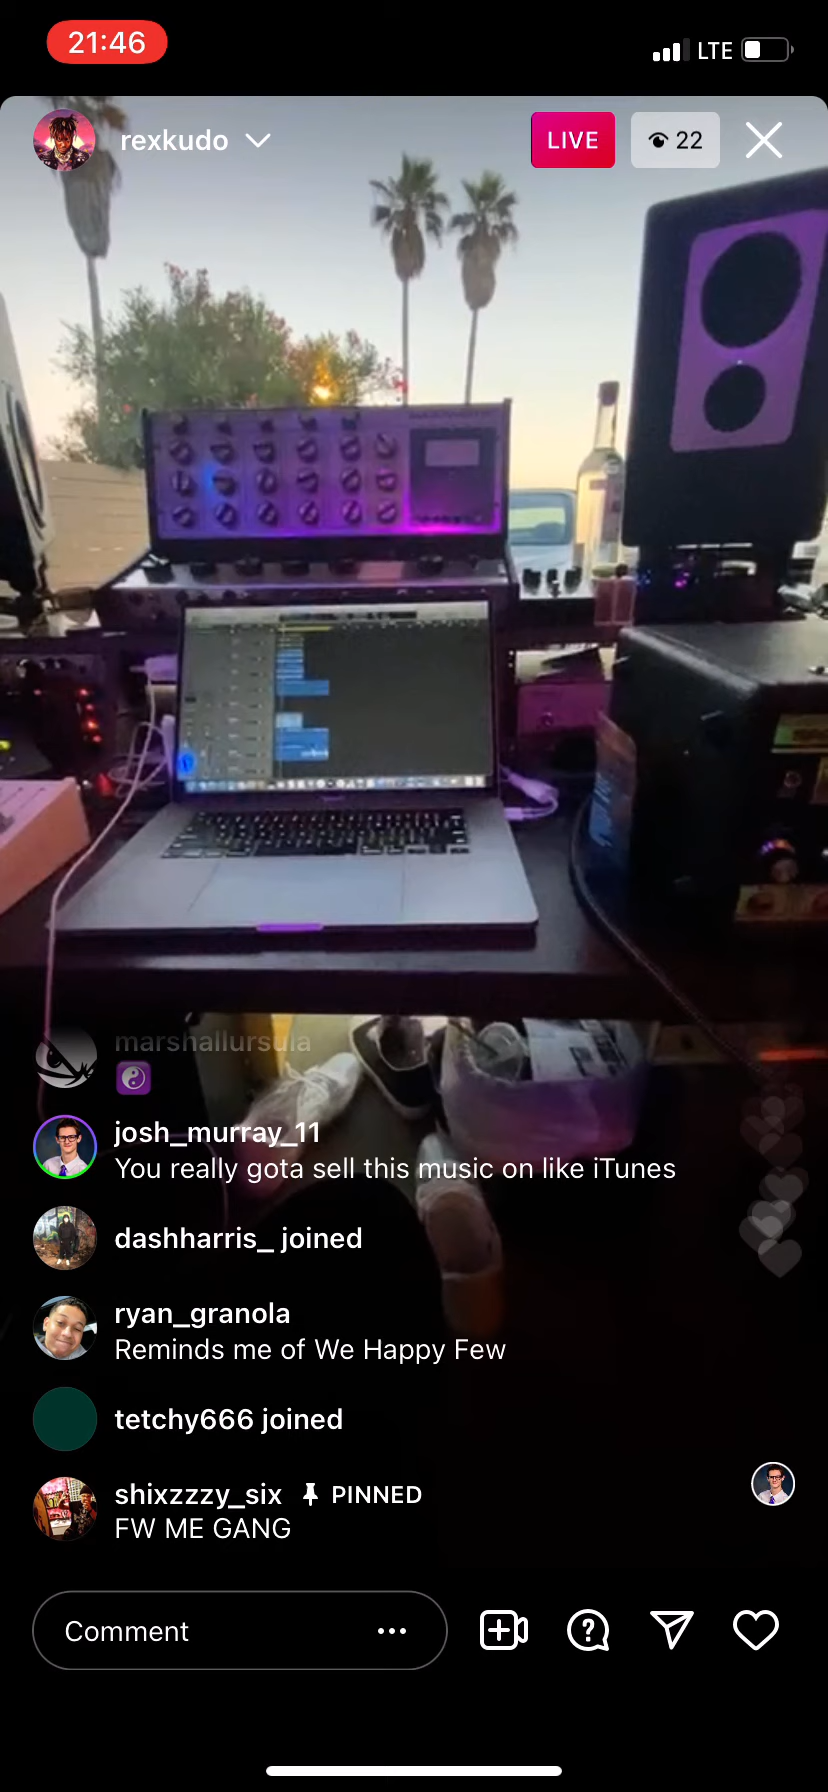 21:46
LTE
rexkudo
LIVE
22
marshallursula
☯️
josh_murray_11
You really gota sell this music on like iTunes
dashharris_ joined
ryan_granola
Reminds me of We Happy Few
tetchy666 joined
shixzzzy_six PINNED
FW ME GANG
Comment